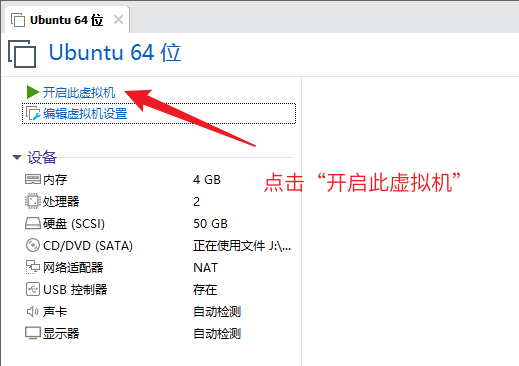 Ubuntu 64 位
Ubuntu 64 位
开启此虚拟机
编辑虚拟机设置
设备
点击“开启此虚拟机”
内存 4 GB
处理器 2
硬盘 (SCSI) 50 GB
CD/DVD (SATA) 正在使用文件 J:\...
网络适配器 NAT
USB 控制器 存在
声卡 自动检测
显示器 自动检测